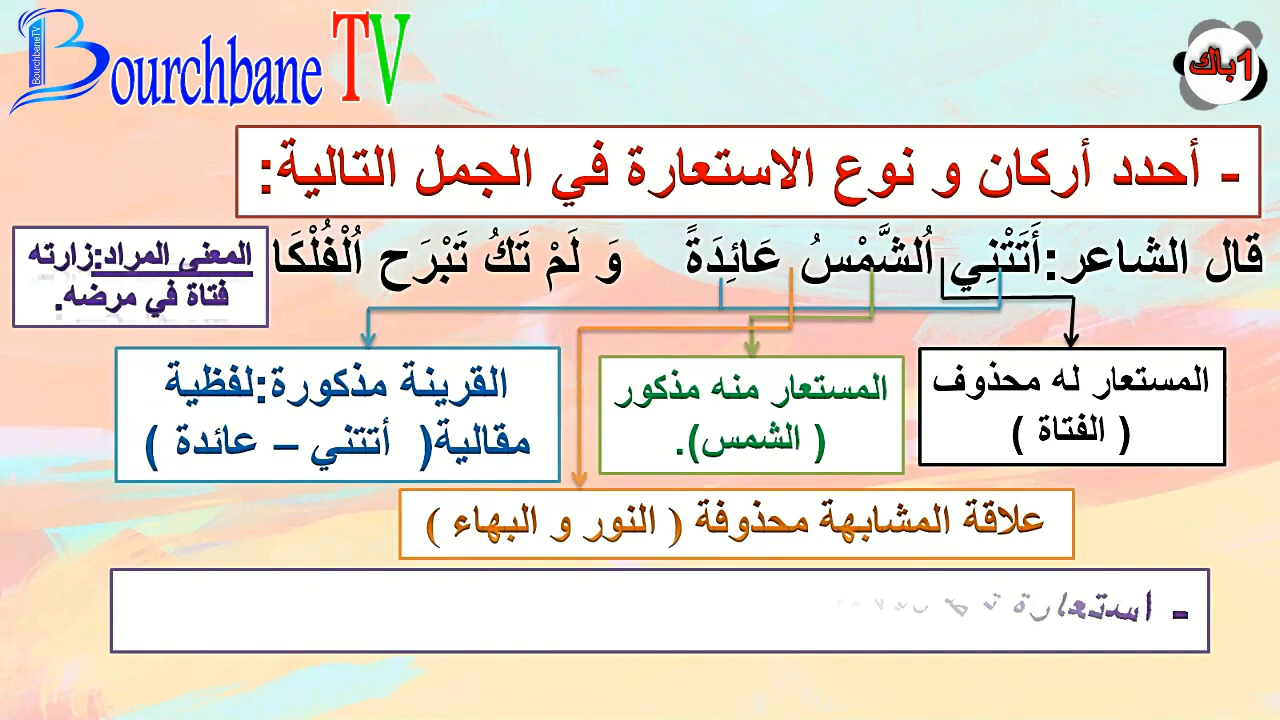 Bourchbane TV
BourchbaneTV
1باك
- أحدد أركان و نوع الاستعارة في الجمل التالية:
قال الشاعر:أَتَتْنِي اُلشَّمْسُ عَائِدَةً وَ لَمْ تَكُ تَبْرَح اُلْفُلْكَا
المعنى المراد:زارته
فتاة في مرضه.
المستعار له محذوف
( الفتاة )
المستعار منه مذكور
( الشمس).
القرينة مذكورة:لفظية
مقالية( أتتني – عائدة )
علاقة المشابهة محذوفة ( النور و البهاء )
- استعارة